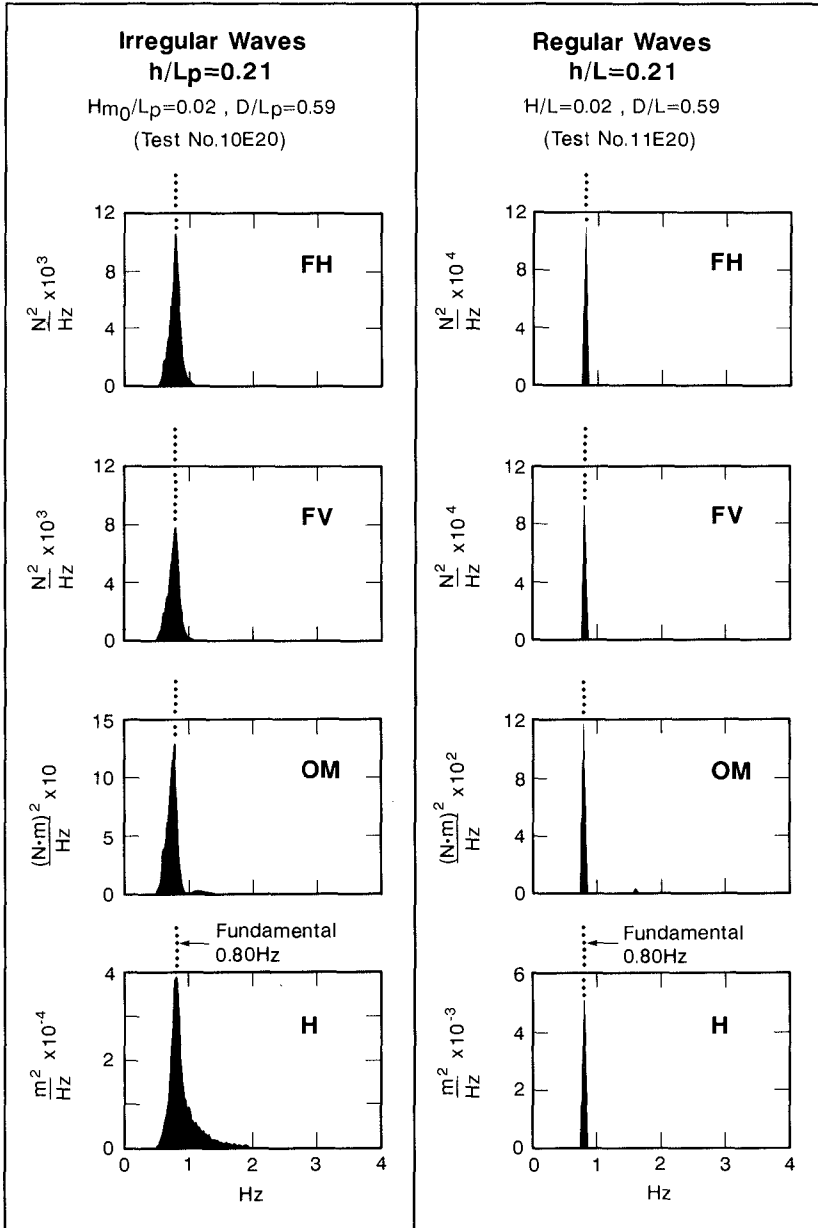 Irregular Waves
h/Lp=0.21
Hm0/Lp=0.02 , D/Lp=0.59
(Test No.10E20)
12
8
4
0
N²/Hz x10³
FH
12
8
4
0
N²/Hz x10³
FV
15
10
5
0
(N·m)²/Hz x10
OM
Fundamental
0.80Hz
4
2
0
m²/Hz x10⁻⁴
H
0 1 2 3 4
Hz
Regular Waves
h/L=0.21
H/L=0.02 , D/L=0.59
(Test No.11E20)
12
8
4
0
N²/Hz x10⁴
FH
12
8
4
0
N²/Hz x10⁴
FV
12
8
4
0
(N·m)²/Hz x10²
OM
Fundamental
0.80Hz
6
4
2
0
m²/Hz x10⁻³
H
0 1 2 3 4
Hz